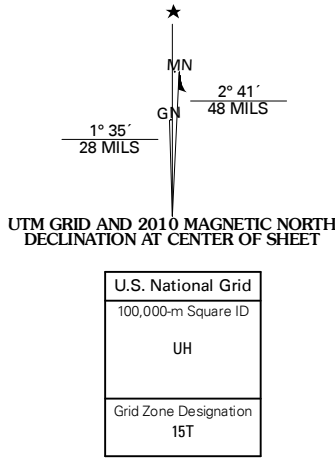 ★
MN
2° 41´
48 MILS
GN
1° 35´
28 MILS
UTM GRID AND 2010 MAGNETIC NORTH
DECLINATION AT CENTER OF SHEET
U.S. National Grid
100,000-m Square ID
UH
Grid Zone Designation
15T